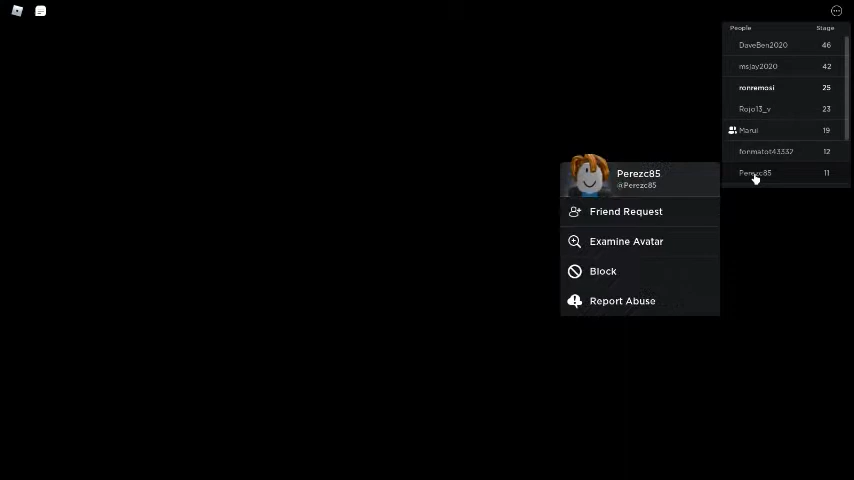 People Stage
DaveBen2020 46
msjay2020 42
ronremosi 25
Rojo13_v 23
Marui 19
fonmatot43332 12
Perezc85 11
Perezc85
@Perezc85
Friend Request
Examine Avatar
Block
Report Abuse